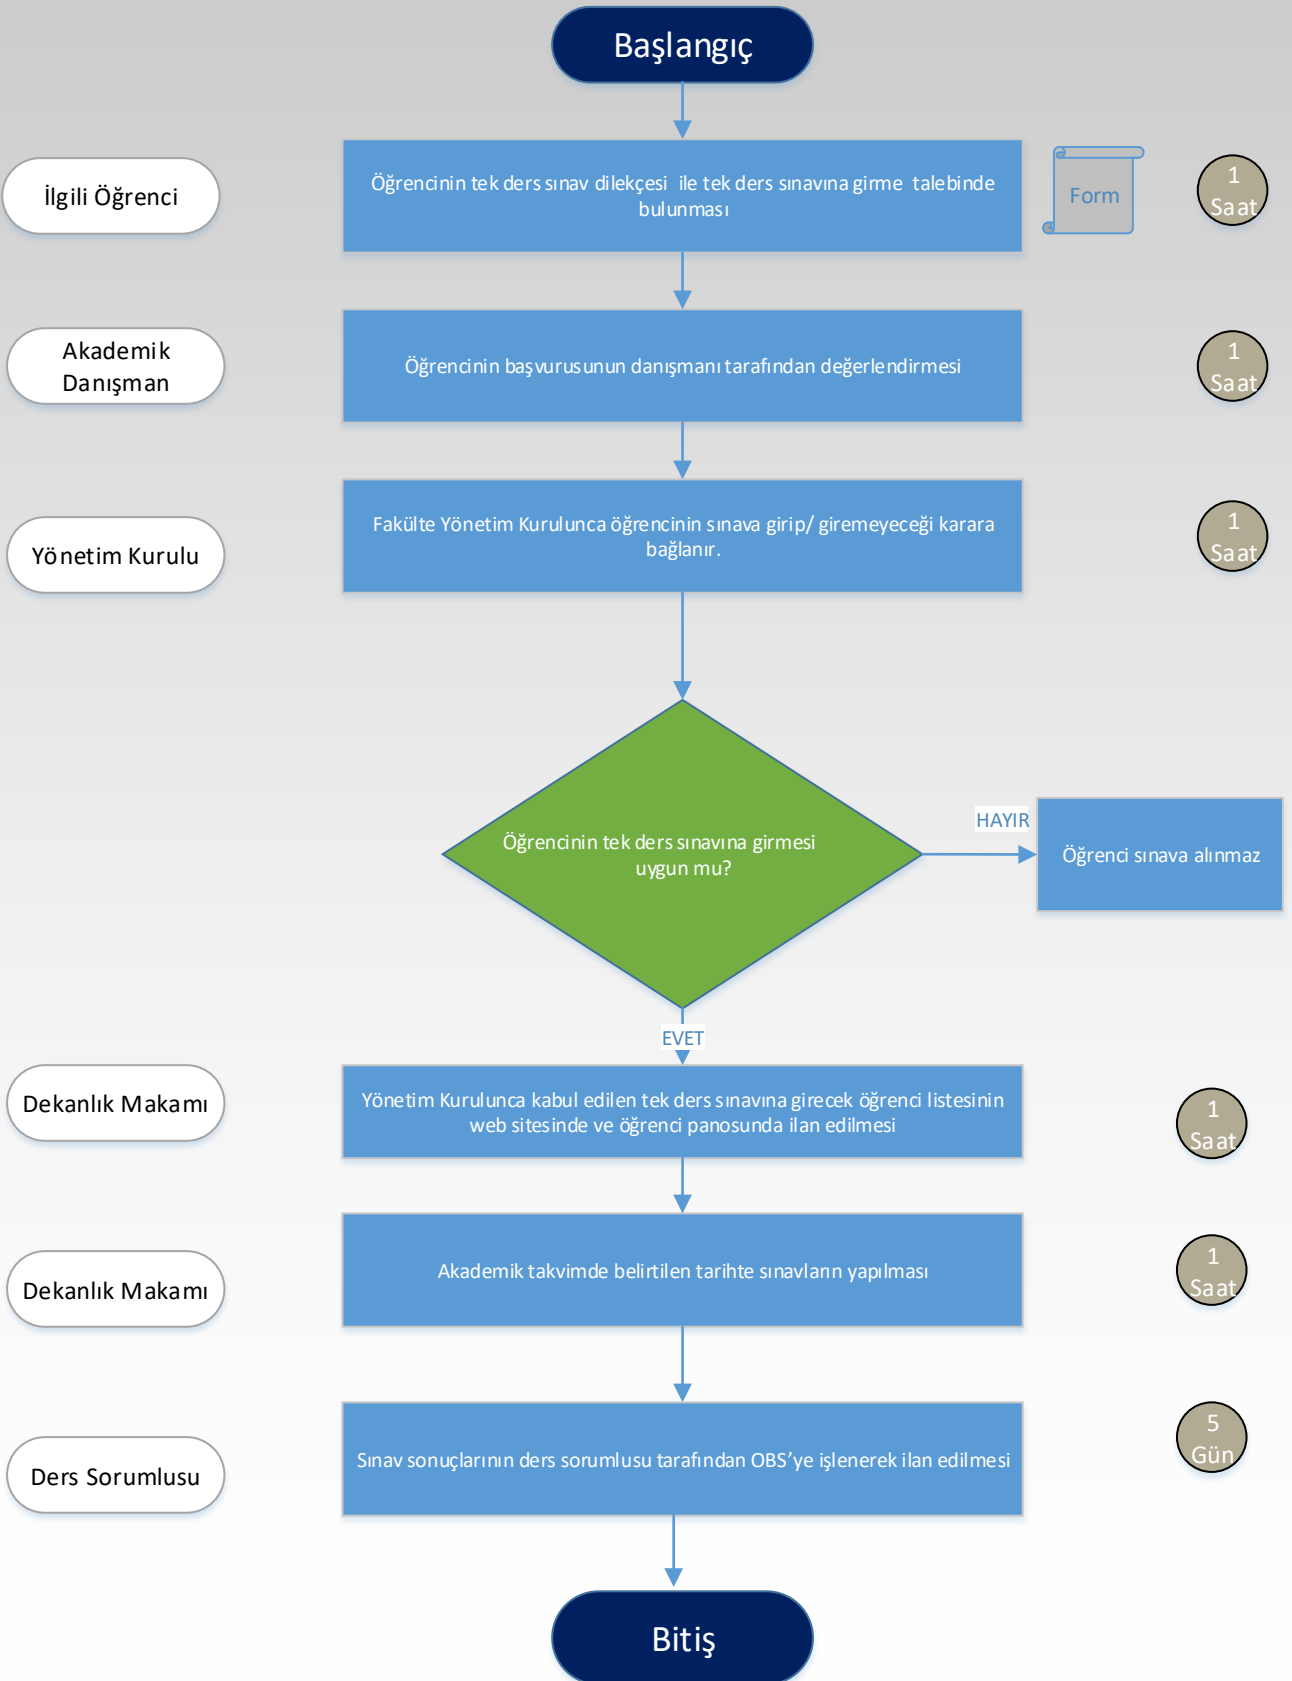 Başlangıç
İlgili Öğrenci
Öğrencinin tek ders sınav dilekçesi ile tek ders sınavına girme talebinde
bulunması
Form
1
Saat
Akademik
Danışman
Öğrencinin başvurusunun danışmanı tarafından değerlendirmesi
1
Saat
Yönetim Kurulu
Fakülte Yönetim Kurulunca öğrencinin sınava girip/ giremeyeceği karara
bağlanır.
1
Saat
Öğrencinin tek ders sınavına girmesi
uygun mu?
HAYIR
Öğrenci sınava alınmaz
EVET
Dekanlık Makamı
Yönetim Kurulunca kabul edilen tek ders sınavına girecek öğrenci listesinin
web sitesinde ve öğrenci panosunda ilan edilmesi
1
Saat
Dekanlık Makamı
Akademik takvimde belirtilen tarihte sınavların yapılması
1
Saat
Ders Sorumlusu
Sınav sonuçlarının ders sorumlusu tarafından OBS’ye işlenerek ilan edilmesi
5
Gün
Bitiş